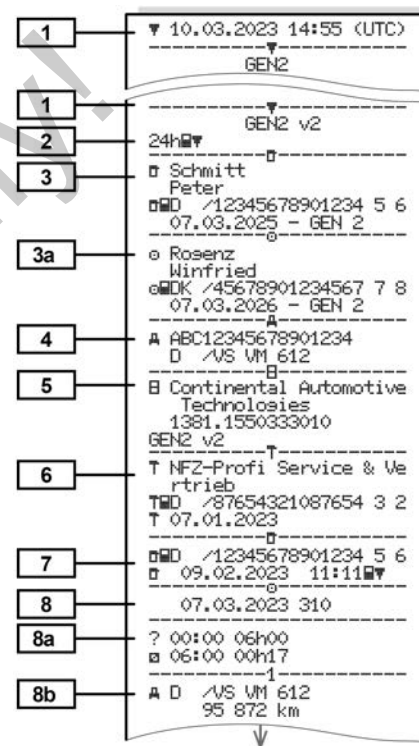 1 ▼ 10.03.2023 14:55 (UTC)
GEN2
1
GEN2 v2
2 24h▼
3 Schmitt
Peter
D /12345678901234 5 6
07.03.2025 - GEN 2
3a Rosenz
Winfried
DK /45678901234567 7 8
07.03.2026 - GEN 2
4 A ABC12345678901234
D /VS VM 612
5 Continental Automotive
Technologies
1381.1550333010
GEN2 v2
6 T NFZ-Profi Service & Ve
rtrieb
TD /87654321087654 3 2
T 07.01.2023
7 D /12345678901234 5 6
09.02.2023 11:11▼
8 07.03.2023 310
8a ? 00:00 06h00
06:00 00h17
1
8b A D /VS VM 612
95 872 km
ny!